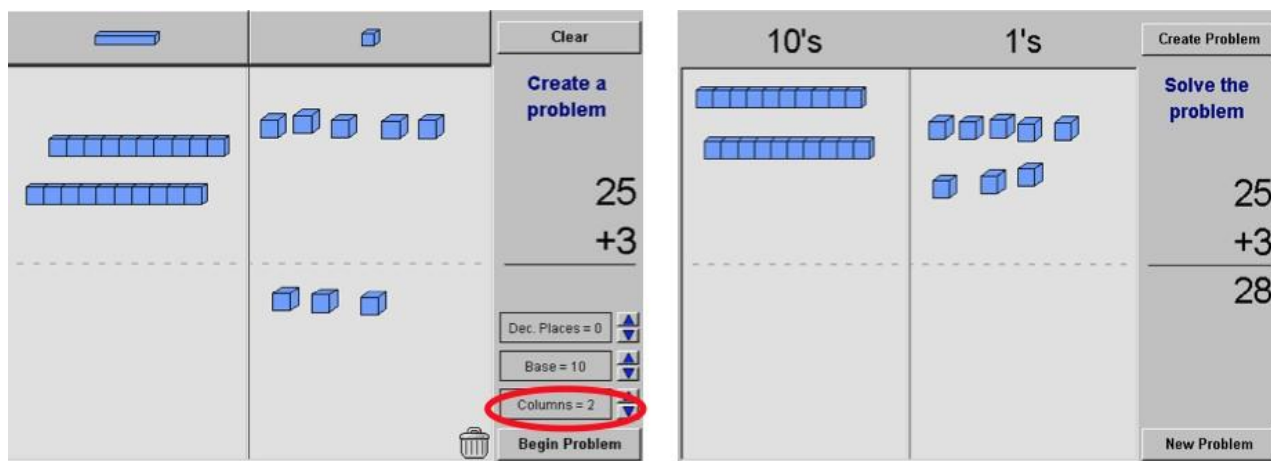 Clear
Create a
problem
25
+3
Dec. Places = 0
Base = 10
Columns = 2
Begin Problem
10's 1's
Create Problem
Solve the
problem
25
+3
28
New Problem